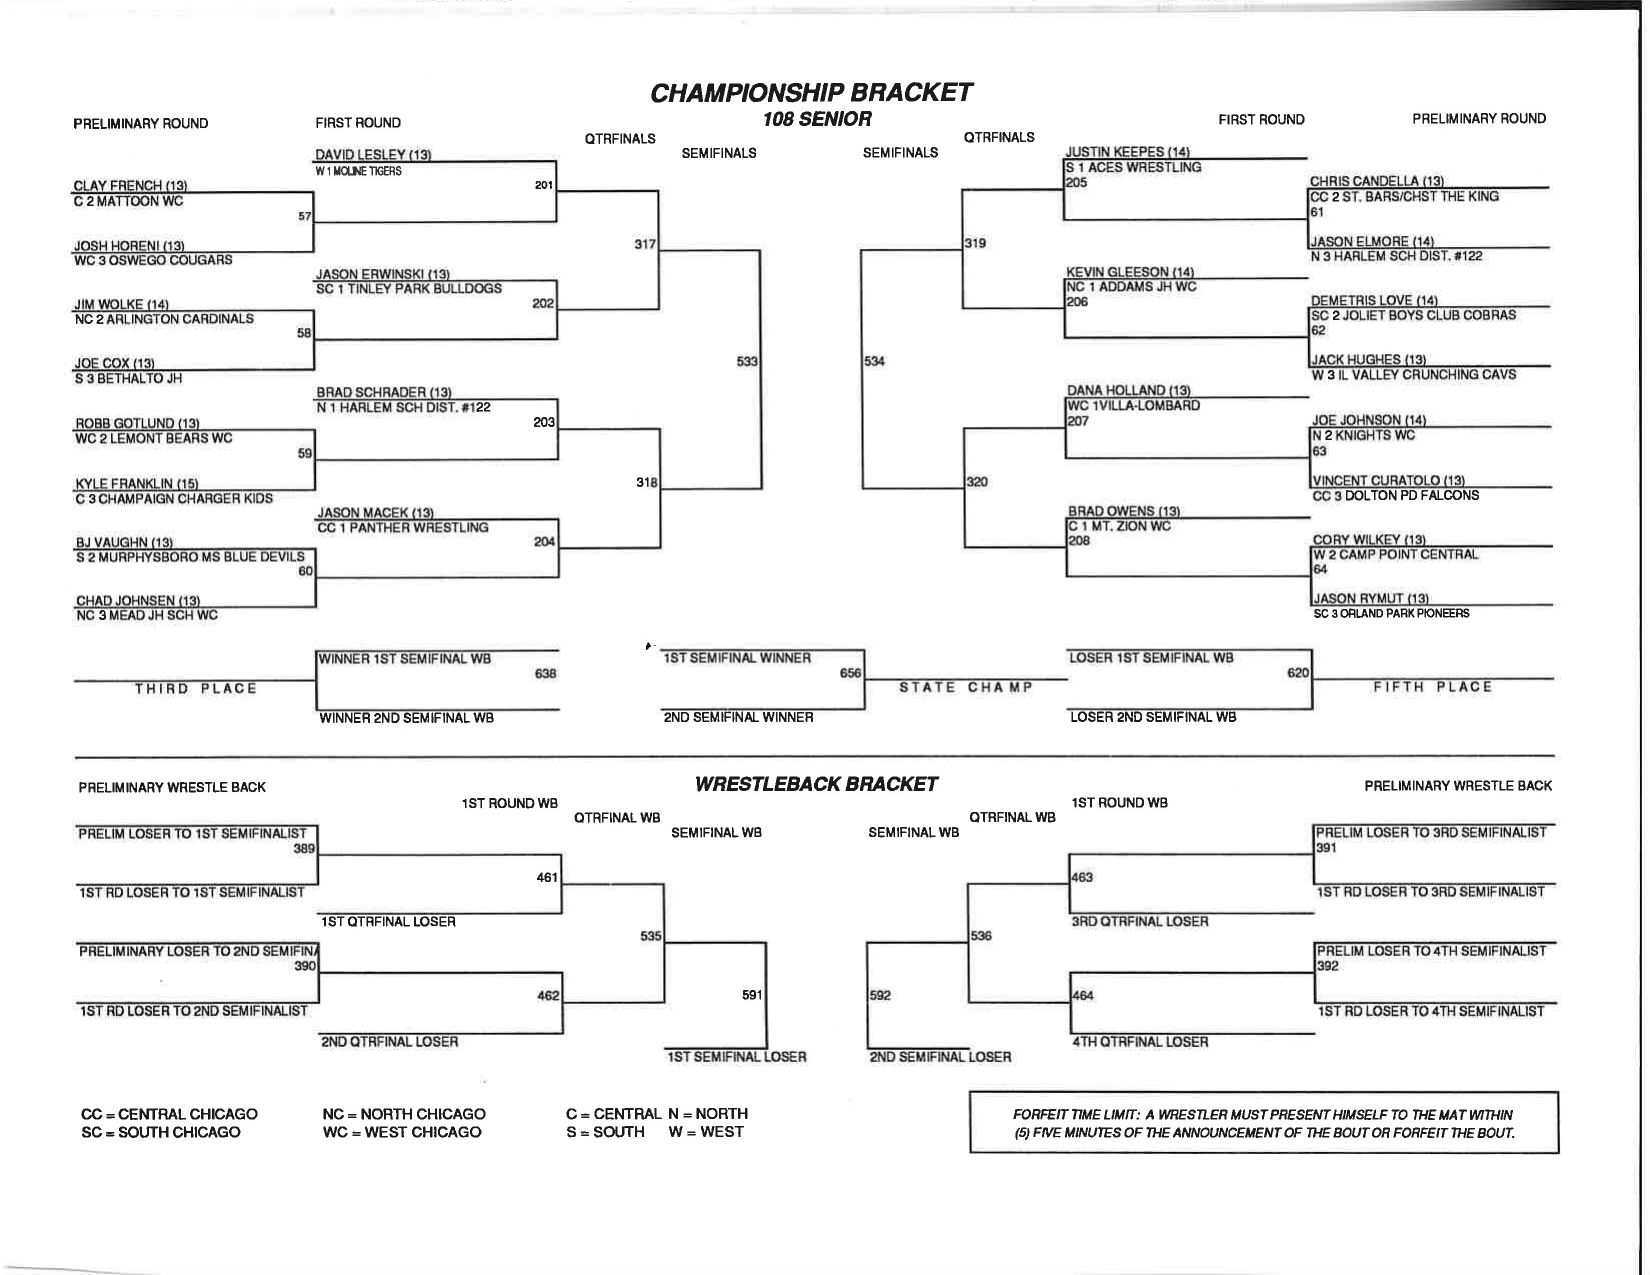 CHAMPIONSHIP BRACKET
108 SENIOR
PRELIMINARY ROUND
FIRST ROUND
QTRFINALS
SEMIFINALS
SEMIFINALS
QTRFINALS
FIRST ROUND
PRELIMINARY ROUND
DAVID LESLEY (13)
W 1 MOLINE TIGERS
201
CLAY FRENCH (13)
C 2 MATTOON WC
57
JOSH HORENI (13)
WC 3 OSWEGO COUGARS
317
JASON ERWINSKI (13)
SC 1 TINLEY PARK BULLDOGS
202
JIM WOLKE (14)
NC 2 ARLINGTON CARDINALS
58
JOE COX (13)
S 3 BETHALTO JH
533
BRAD SCHRADER (13)
N 1 HARLEM SCH DIST. #122
203
ROBB GOTLUND (13)
WC 2 LEMONT BEARS WC
59
KYLE FRANKLIN (15)
C 3 CHAMPAIGN CHARGER KIDS
318
JASON MACEK (13)
CC 1 PANTHER WRESTLING
204
BJ VAUGHN (13)
S 2 MURPHYSBORO MS BLUE DEVILS
60
CHAD JOHNSEN (13)
NC 3 MEAD JH SCH WC
JUSTIN KEEPES (14)
S 1 ACES WRESTLING
205
CHRIS CANDELLA (13)
CC 2 ST. BARS/CHST THE KING
61
JASON ELMORE (14)
N 3 HARLEM SCH DIST. #122
319
KEVIN GLEESON (14)
NC 1 ADDAMS JH WC
206
DEMETRIS LOVE (14)
SC 2 JOLIET BOYS CLUB COBRAS
62
JACK HUGHES (13)
W 3 IL VALLEY CRUNCHING CAVS
534
DANA HOLLAND (13)
WC 1VILLA-LOMBARD
207
JOE JOHNSON (14)
N 2 KNIGHTS WC
63
VINCENT CURATOLO (13)
CC 3 DOLTON PD FALCONS
320
BRAD OWENS (13)
C 1 MT. ZION WC
208
CORY WILKEY (13)
W 2 CAMP POINT CENTRAL
64
JASON RYMUT (13)
SC 3 ORLAND PARK PIONEERS
WINNER 1ST SEMIFINAL WB
638
THIRD PLACE
WINNER 2ND SEMIFINAL WB
1ST SEMIFINAL WINNER
656
STATE CHAMP
2ND SEMIFINAL WINNER
LOSER 1ST SEMIFINAL WB
620
FIFTH PLACE
LOSER 2ND SEMIFINAL WB
WRESTLEBACK BRACKET
PRELIMINARY WRESTLE BACK
1ST ROUND WB
QTRFINAL WB
SEMIFINAL WB
SEMIFINAL WB
QTRFINAL WB
1ST ROUND WB
PRELIMINARY WRESTLE BACK
PRELIM LOSER TO 1ST SEMIFINALIST
389
1ST RD LOSER TO 1ST SEMIFINALIST
461
1ST QTRFINAL LOSER
535
PRELIMINARY LOSER TO 2ND SEMIFINA
390
1ST RD LOSER TO 2ND SEMIFINALIST
462
2ND QTRFINAL LOSER
591
1ST SEMIFINAL LOSER
PRELIM LOSER TO 3RD SEMIFINALIST
391
1ST RD LOSER TO 3RD SEMIFINALIST
463
3RD QTRFINAL LOSER
536
PRELIM LOSER TO 4TH SEMIFINALIST
392
1ST RD LOSER TO 4TH SEMIFINALIST
464
4TH QTRFINAL LOSER
592
2ND SEMIFINAL LOSER
CC = CENTRAL CHICAGO NC = NORTH CHICAGO C = CENTRAL N = NORTH
SC = SOUTH CHICAGO WC = WEST CHICAGO S = SOUTH W = WEST
FORFEIT TIME LIMIT: A WRESTLER MUST PRESENT HIMSELF TO THE MAT WITHIN
(5) FIVE MINUTES OF THE ANNOUNCEMENT OF THE BOUT OR FORFEIT THE BOUT.